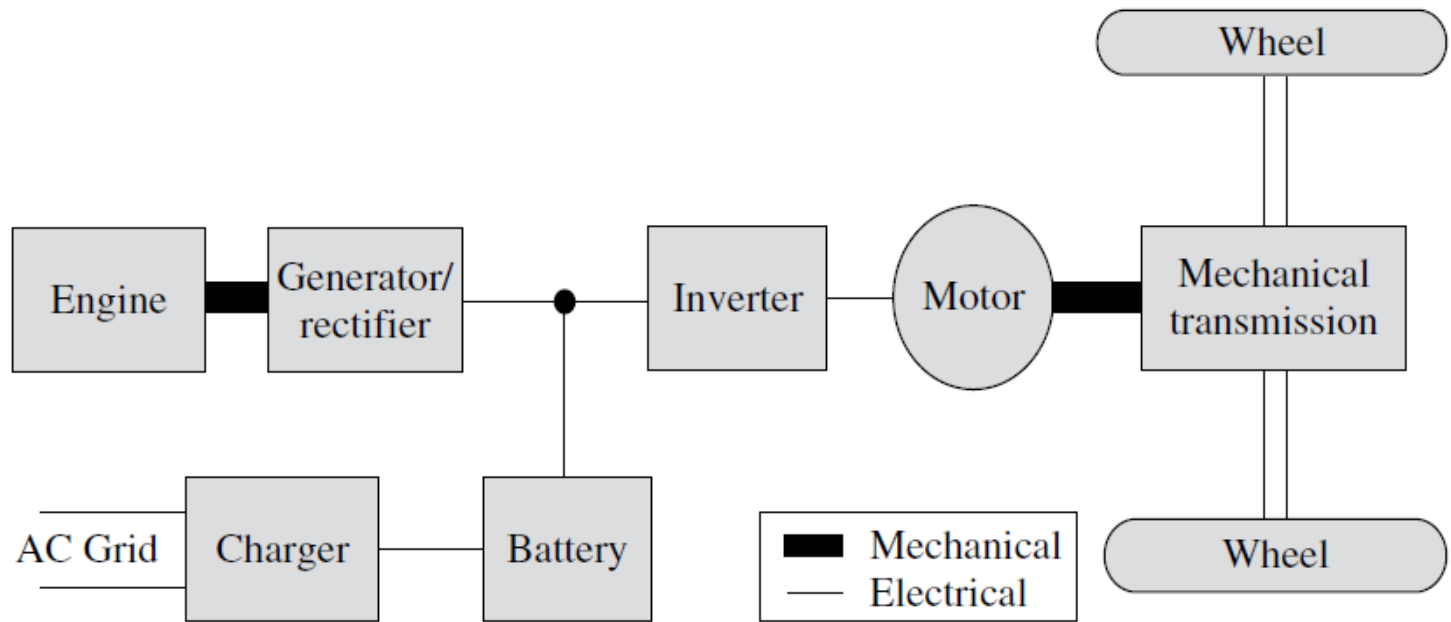 Wheel
Engine
Generator/
rectifier
Inverter
Motor
Mechanical
transmission
AC Grid
Charger
Battery
Mechanical
Electrical
Wheel